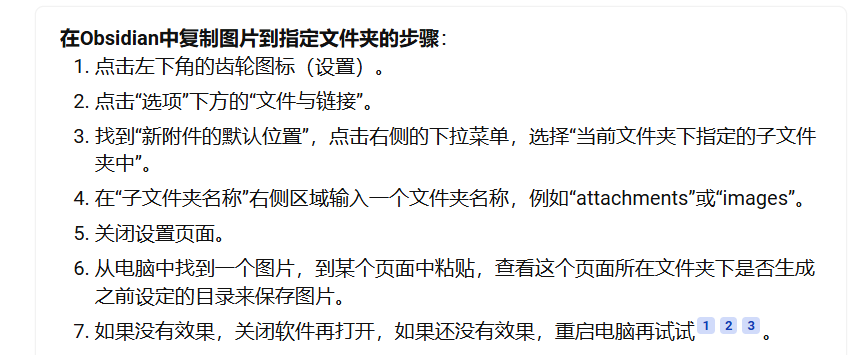 在Obsidian中复制图片到指定文件夹的步骤：
1. 点击左下角的齿轮图标（设置）。
2. 点击“选项”下方的“文件与链接”。
3. 找到“新附件的默认位置”，点击右侧的下拉菜单，选择“当前文件夹下指定的子文件
夹中”。
4. 在“子文件夹名称”右侧区域输入一个文件夹名称，例如“attachments”或“images”。
5. 关闭设置页面。
6. 从电脑中找到一个图片，到某个页面中粘贴，查看这个页面所在文件夹下是否生成
之前设定的目录来保存图片。
7. 如果没有效果，关闭软件再打开，如果还没有效果，重启电脑再试试 1 2 3 。